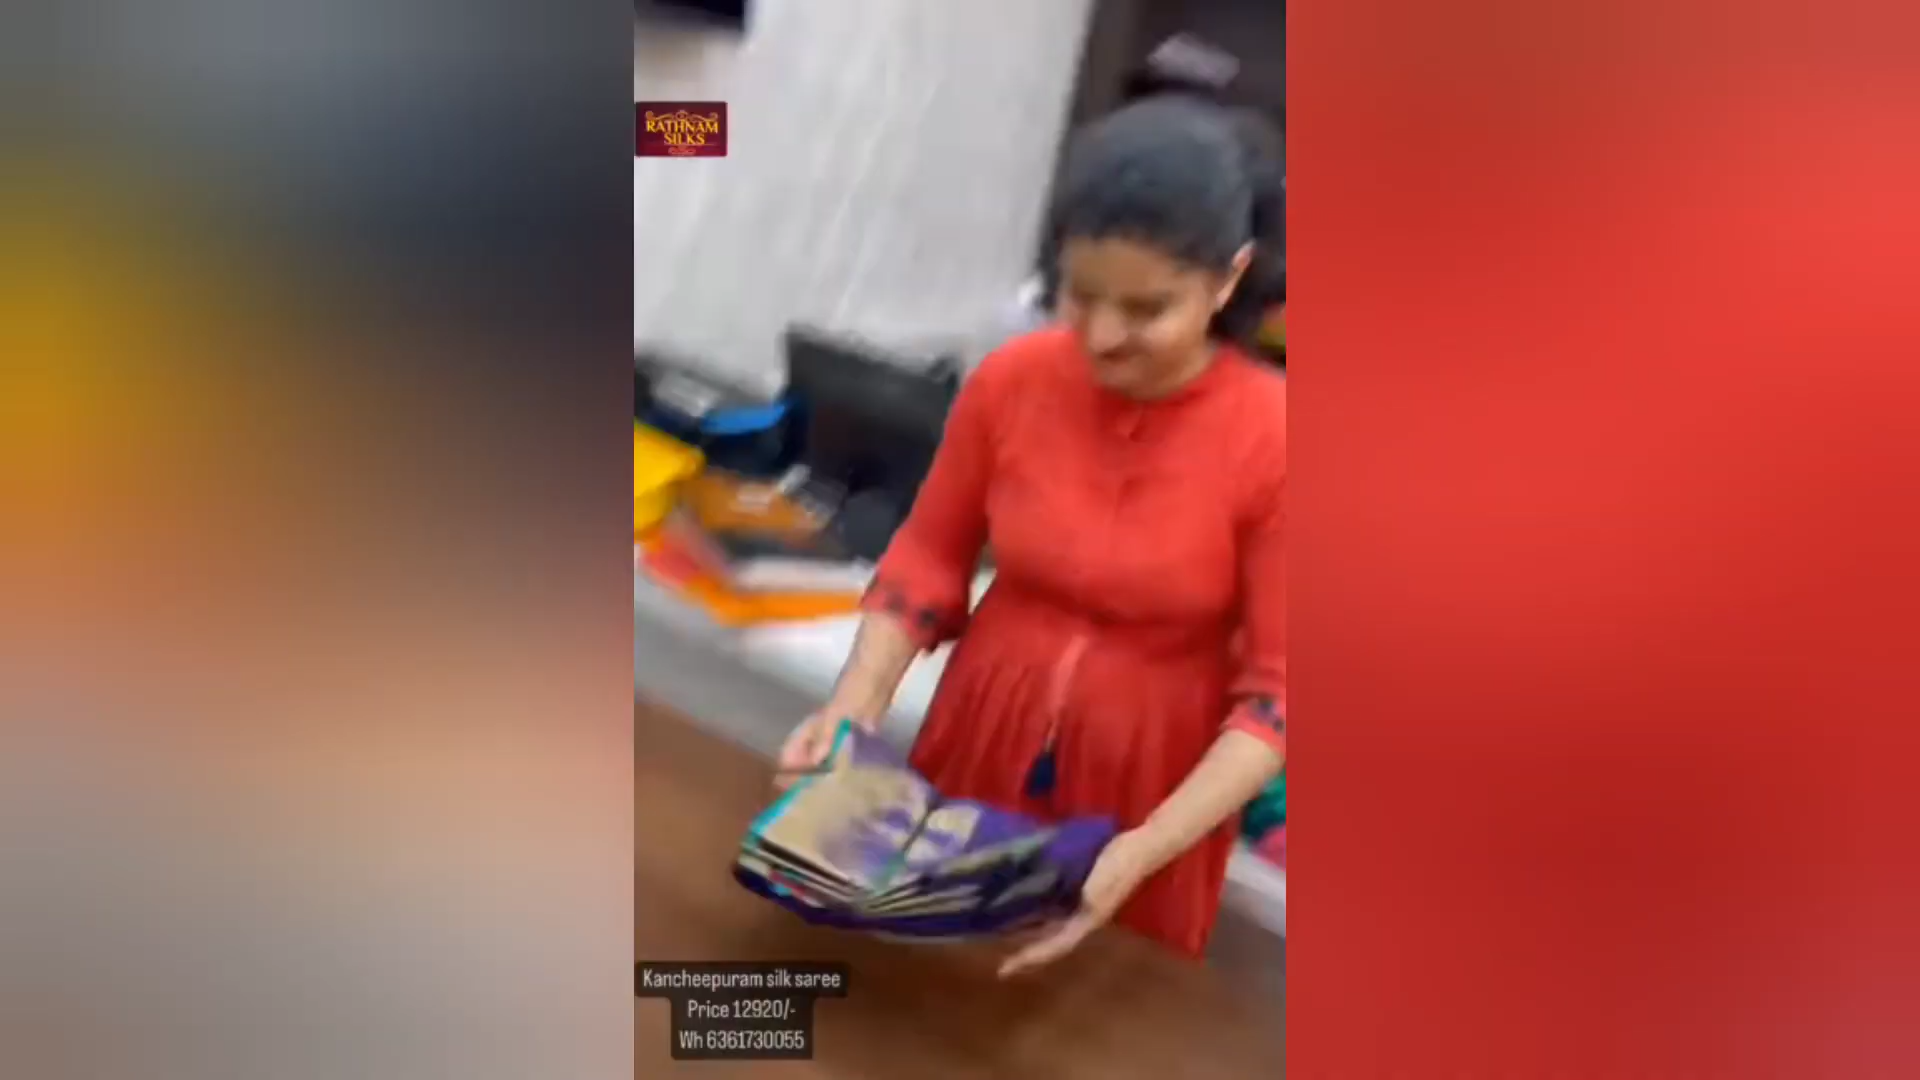 RATHNAM
SILKS
Kancheepuram silk saree
Price 12920/-
Wh 6361730055